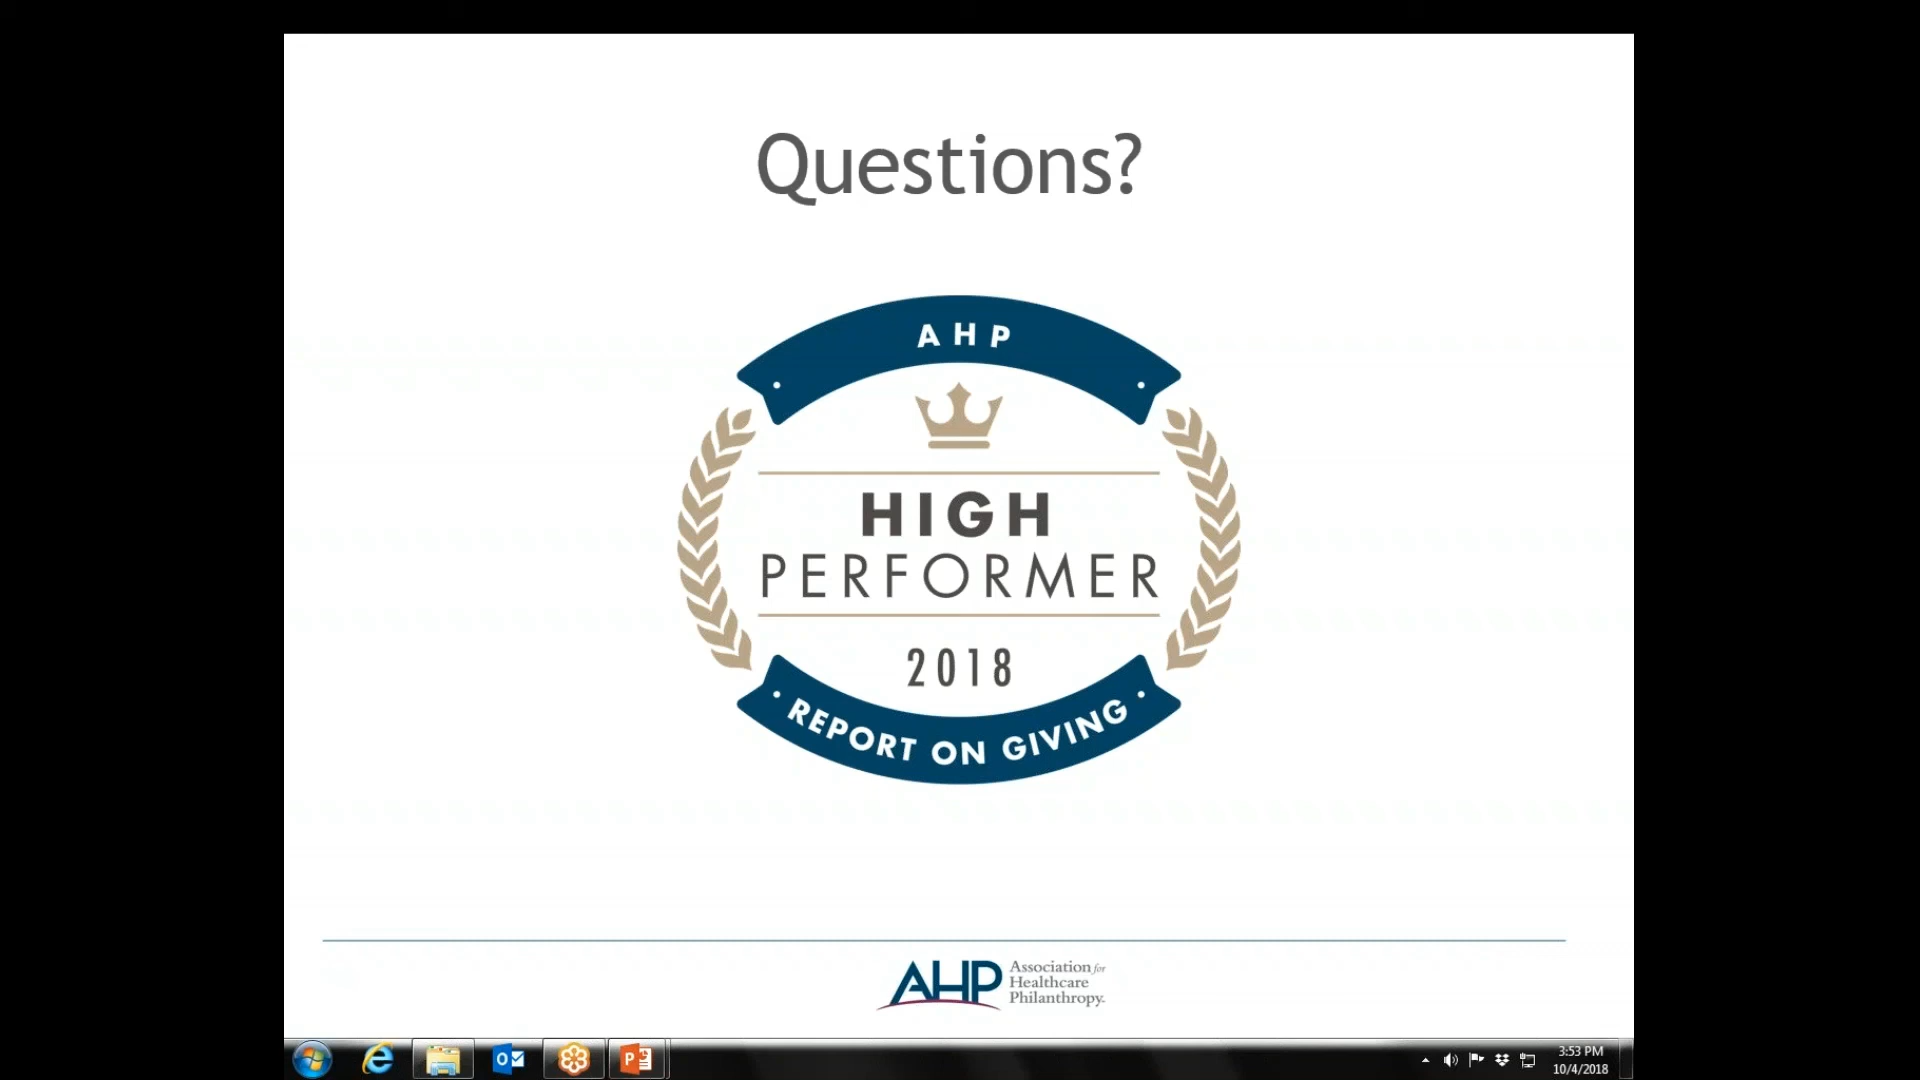 Questions?
AHP
HIGH
PERFORMER
2018
REPORT ON GIVING
AHP
Association for
Healthcare
Philanthropy.
3:53 PM
10/4/2018